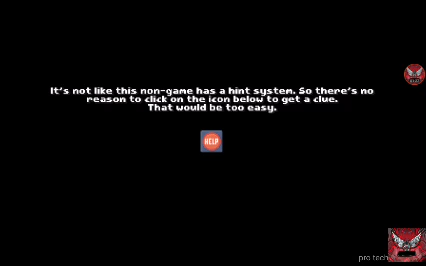 It's not like this non-game has a hint system. So there's no
reason to click on the icon below to get a clue.
That would be too easy.
HELP
pro tech